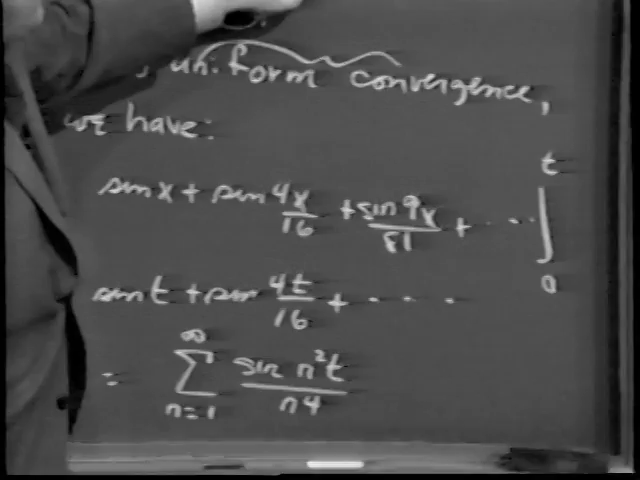 uniform convergence,
we have:
sin x + sin 4x/16 + sin 9x/81 + ··· ]₀ᵗ
sin t + sin 4t/16 + · · · ·
= ∑_{n=1}^{∞} sin n²t / n⁴